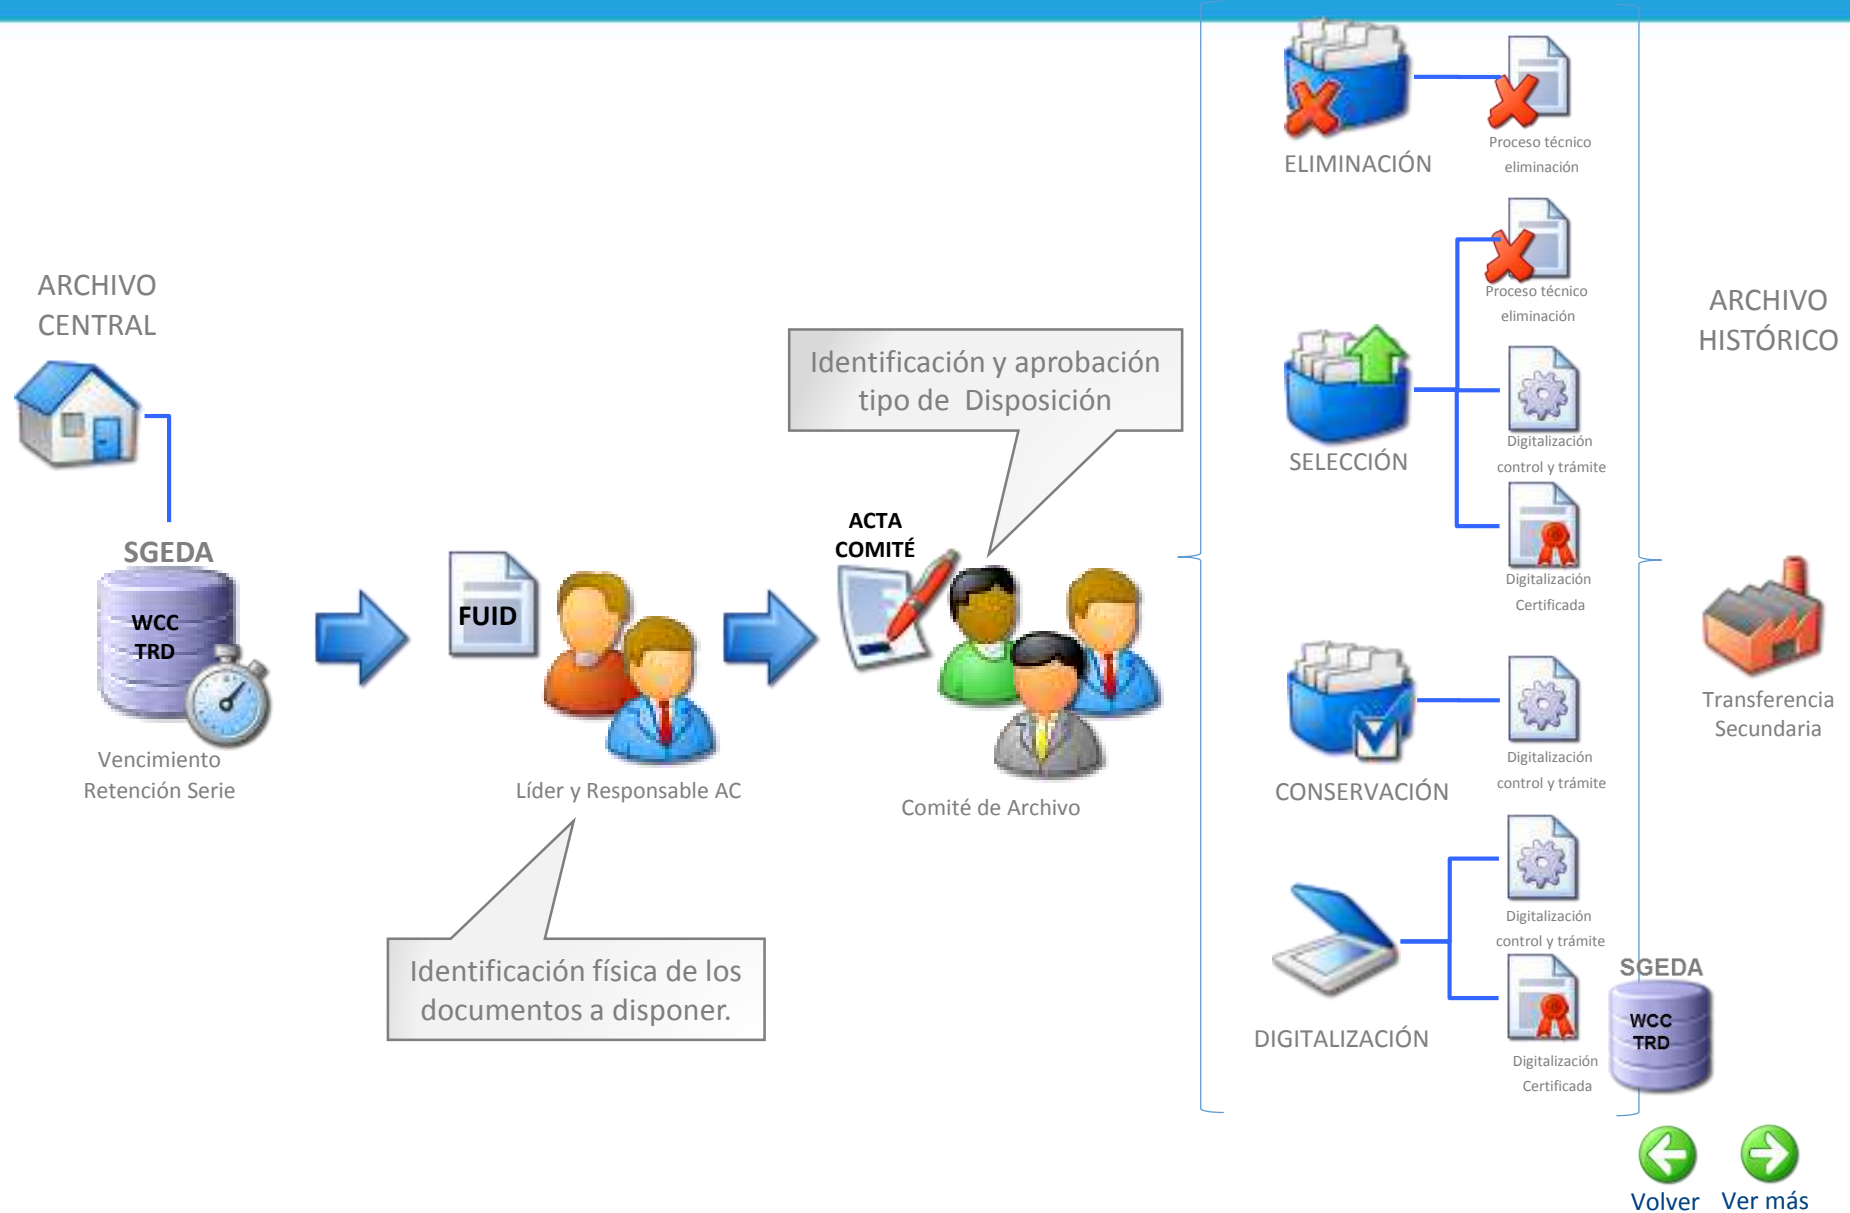 ARCHIVO
CENTRAL
SGEDA
WCC
TRD
Vencimiento
Retención Serie
FUID
Líder y Responsable AC
Identificación física de los
documentos a disponer.
Identificación y aprobación
tipo de Disposición
ACTA
COMITÉ
Comité de Archivo
ELIMINACIÓN
Proceso técnico
eliminación
SELECCIÓN
Proceso técnico
eliminación
Digitalización
control y trámite
Digitalización
Certificada
CONSERVACIÓN
Digitalización
control y trámite
DIGITALIZACIÓN
Digitalización
control y trámite
Digitalización
Certificada
SGEDA
WCC
TRD
ARCHIVO
HISTÓRICO
Transferencia
Secundaria
Volver
Ver más